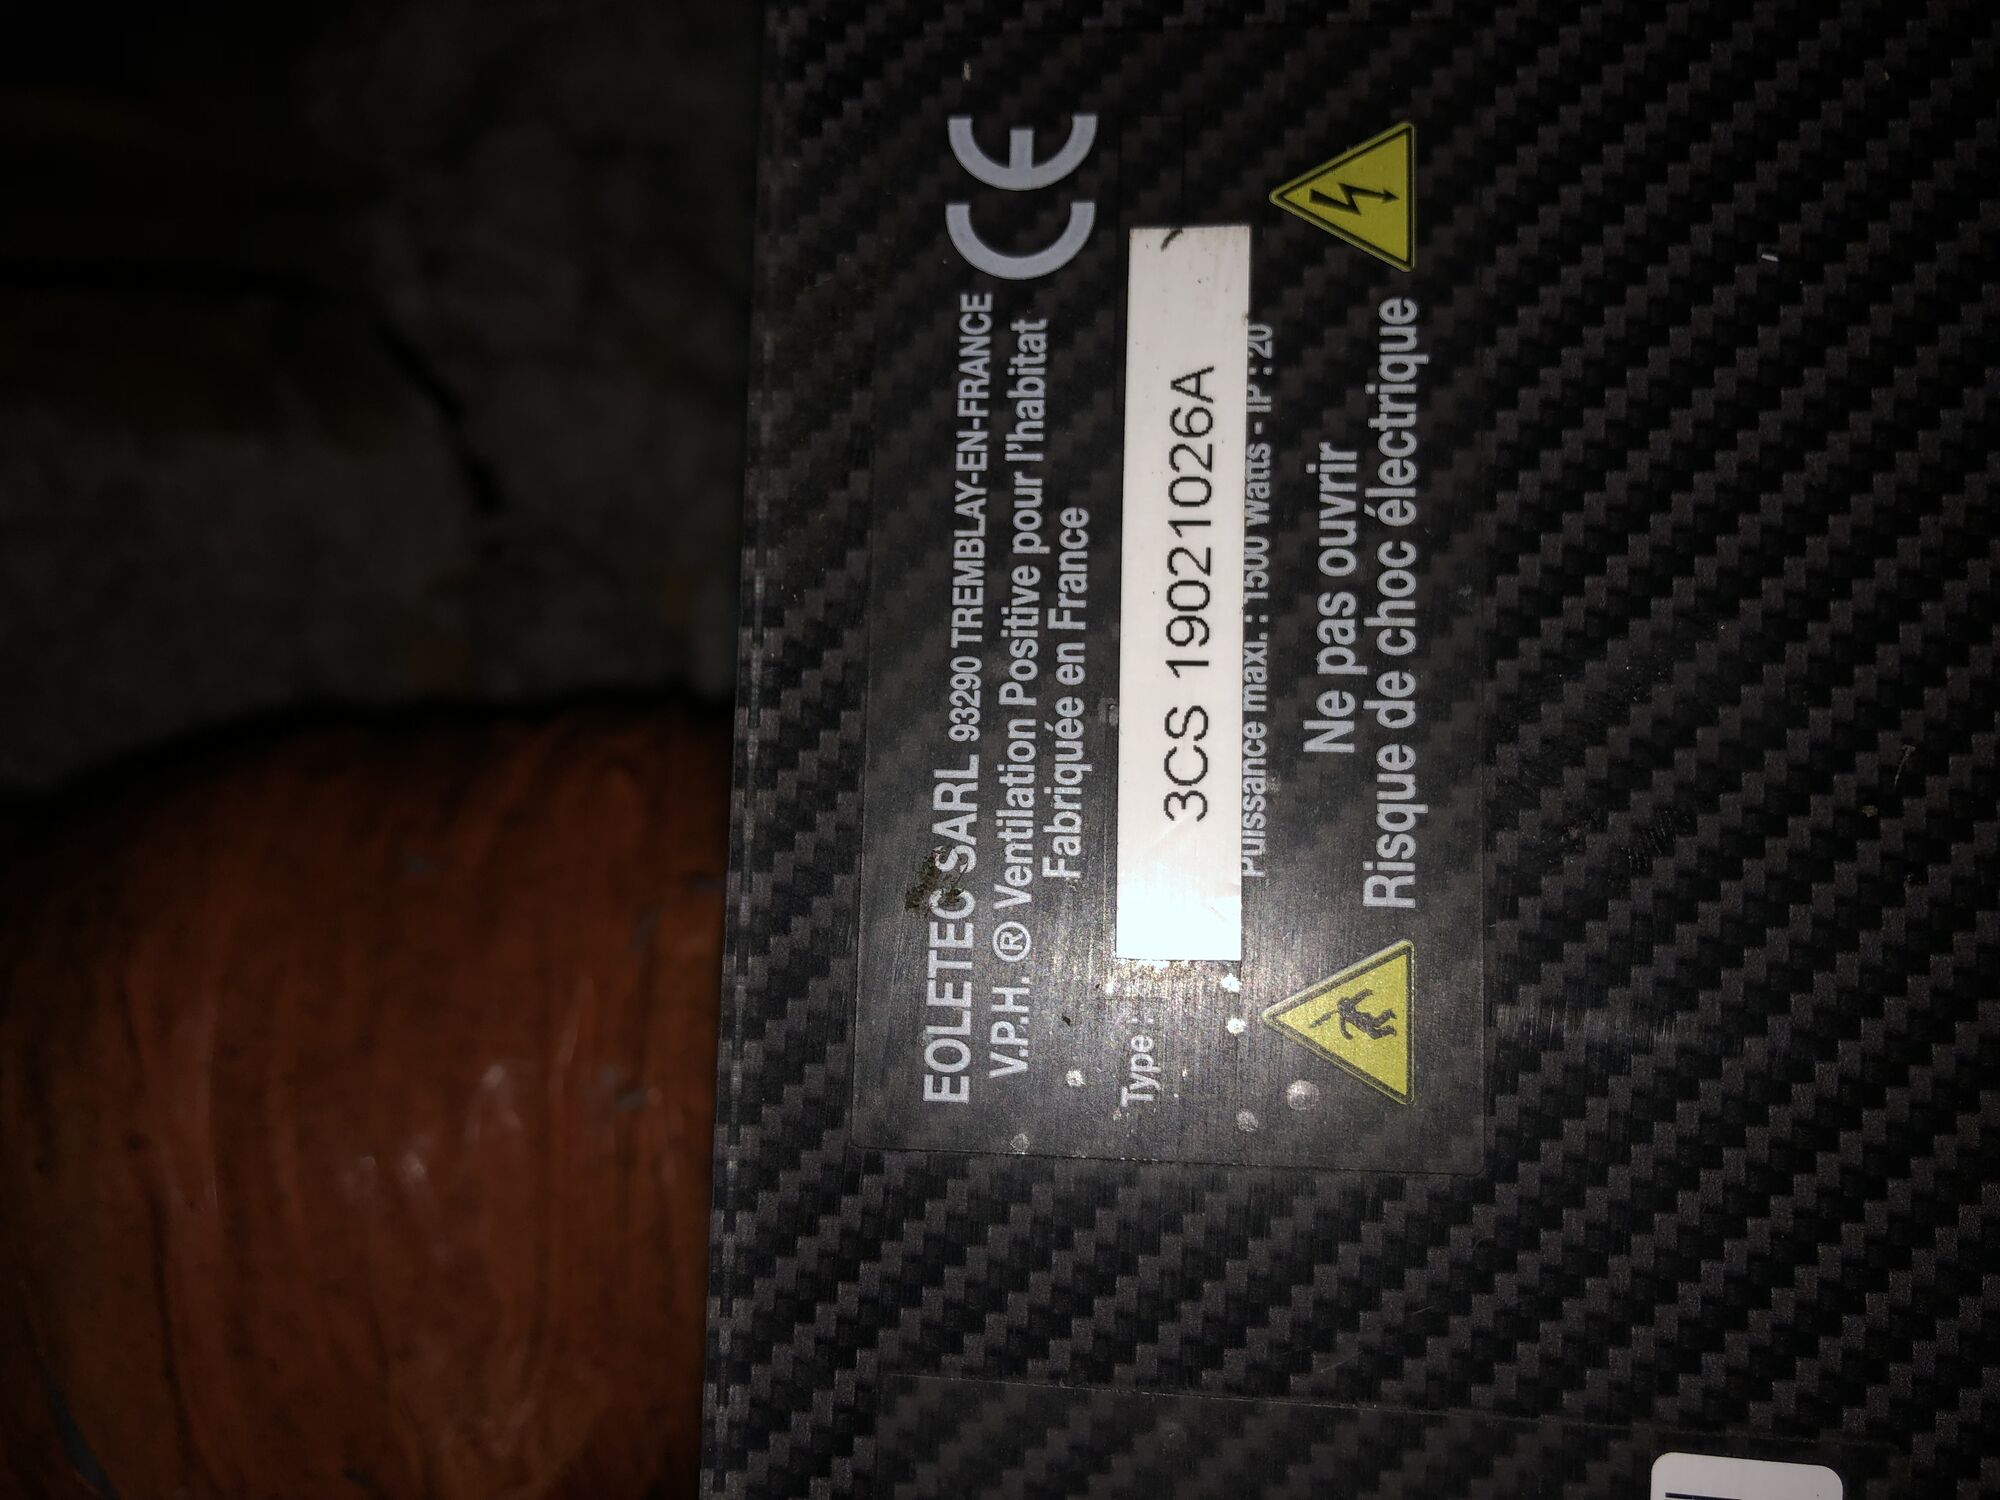 EOLETEC SARL 93290 TREMBLAY-EN-FRANCE
V.P.H. ® Ventilation Positive pour l'habitat
Fabriquée en France
CE
Type
3CS 19021026A
Puissance maxi. : 1500 Watts - IP : 20
Ne pas ouvrir
Risque de choc électrique